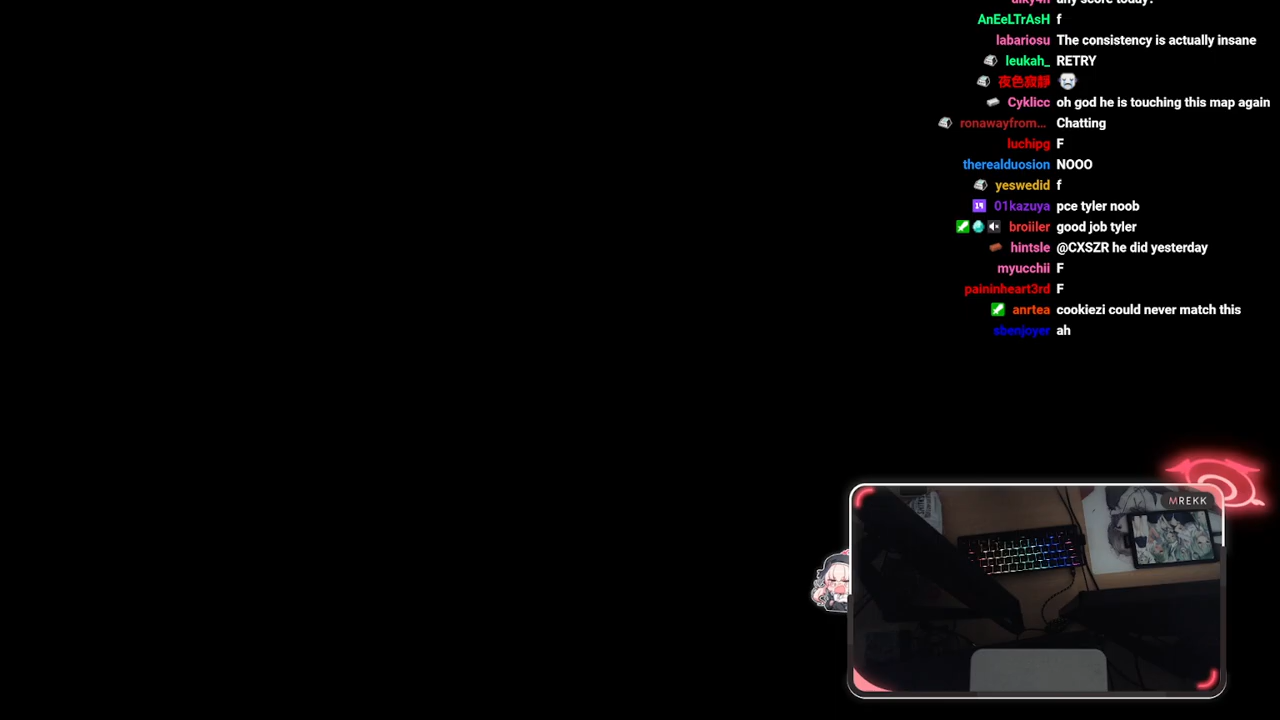 AnEeLTrAsH f
labariosu The consistency is actually insane
leukah_ RETRY
夜色寂靜
Cyklicc oh god he is touching this map again
ronawayfrom... Chatting
luchipg F
therealduosion NOOO
yeswedid f
01kazuya pce tyler noob
broiiler good job tyler
hintsle @CXSZR he did yesterday
myucchii F
paininheart3rd F
anrtea cookiezi could never match this
sbenjoyer ah
MREKK